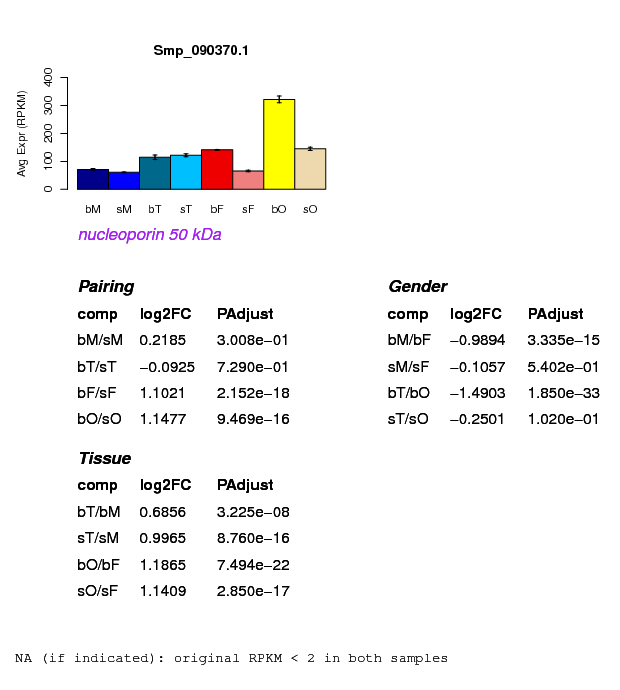 Smp_090370.1
Avg Expr (RPKM)
400
300
200
100
0
bM sM bT sT bF sF bO sO
nucleoporin 50 kDa
Pairing
comp log2FC PAdjust
bM/sM 0.2185 3.008e−01
bT/sT −0.0925 7.290e−01
bF/sF 1.1021 2.152e−18
bO/sO 1.1477 9.469e−16
Gender
comp log2FC PAdjust
bM/bF −0.9894 3.335e−15
sM/sF −0.1057 5.402e−01
bT/bO −1.4903 1.850e−33
sT/sO −0.2501 1.020e−01
Tissue
comp log2FC PAdjust
bT/bM 0.6856 3.225e−08
sT/sM 0.9965 8.760e−16
bO/bF 1.1865 7.494e−22
sO/sF 1.1409 2.850e−17
NA (if indicated): original RPKM < 2 in both samples